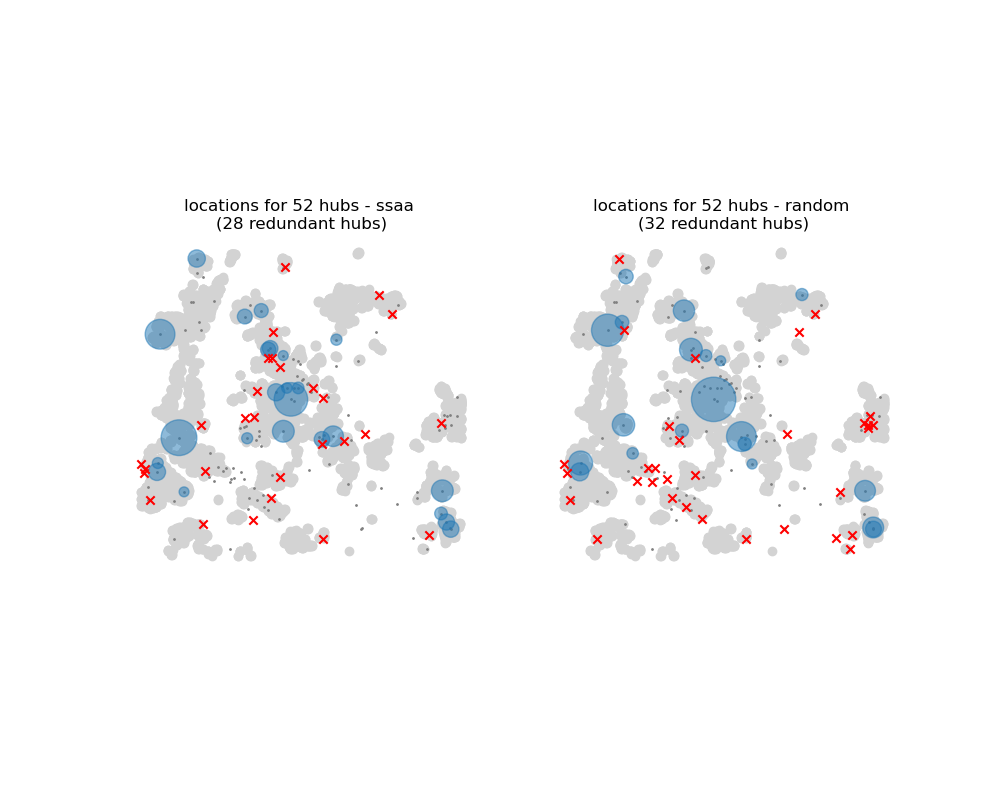 locations for 52 hubs - ssaa
(28 redundant hubs)
locations for 52 hubs - random
(32 redundant hubs)